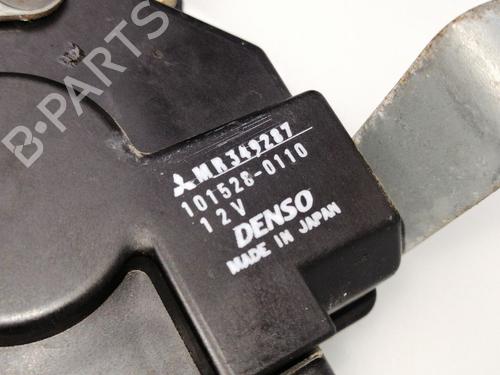 B-PARTS
MR349287
101528-0110
12V
DENSO
MADE IN JAPAN